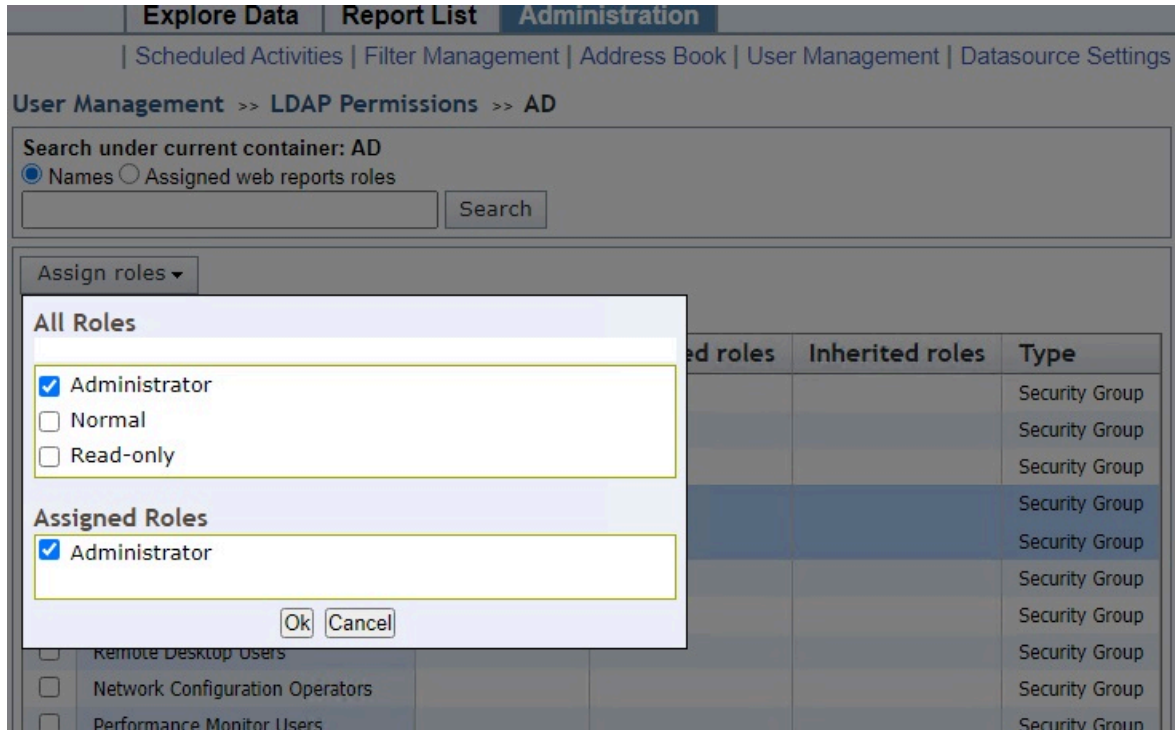 Explore Data Report List Administration
| Scheduled Activities | Filter Management | Address Book | User Management | Datasource Settings
User Management >> LDAP Permissions >> AD
Search under current container: AD
Names Assigned web reports roles
Search
Assign roles
All Roles
Administrator
Normal
Read-only
Assigned Roles
Administrator
Ok Cancel
ed roles Inherited roles Type
Security Group
Security Group
Security Group
Security Group
Security Group
Security Group
Security Group
Remote Desktop Users Security Group
Network Configuration Operators Security Group
Performance Monitor Users Security Group